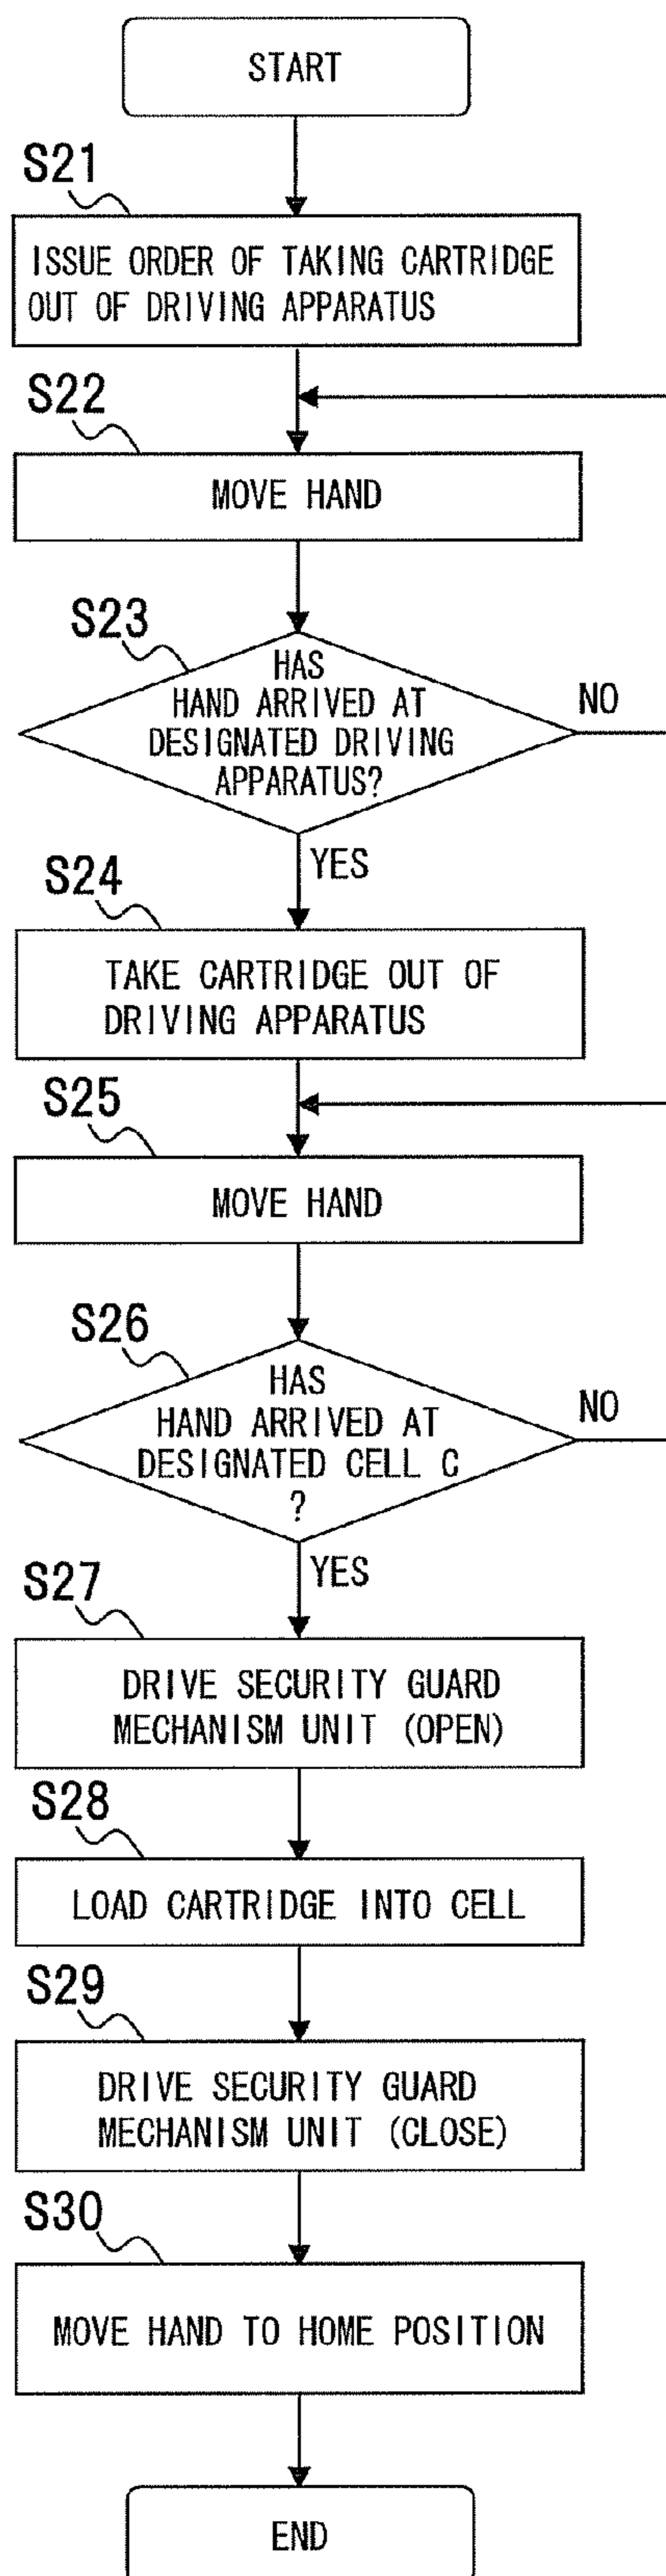 START
S21
ISSUE ORDER OF TAKING CARTRIDGE
OUT OF DRIVING APPARATUS
S22
MOVE HAND
S23
HAS
HAND ARRIVED AT
DESIGNATED DRIVING
APPARATUS?
NO
YES
S24
TAKE CARTRIDGE OUT OF
DRIVING APPARATUS
S25
MOVE HAND
S26
HAS
HAND ARRIVED AT
DESIGNATED CELL C
?
NO
YES
S27
DRIVE SECURITY GUARD
MECHANISM UNIT (OPEN)
S28
LOAD CARTRIDGE INTO CELL
S29
DRIVE SECURITY GUARD
MECHANISM UNIT (CLOSE)
S30
MOVE HAND TO HOME POSITION
END